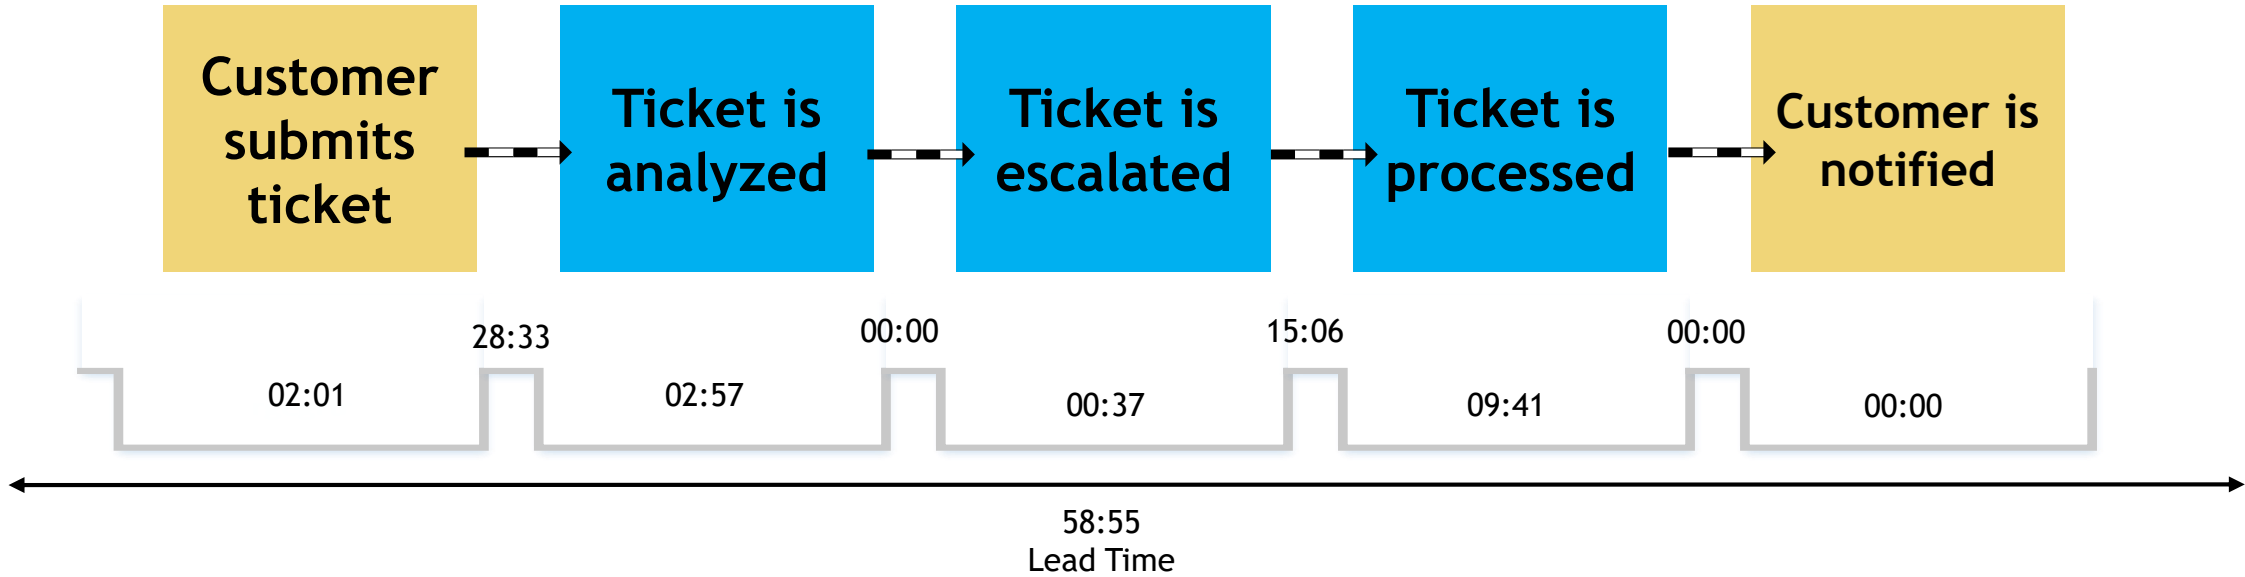 Customer
submits
ticket
Ticket is
analyzed
Ticket is
escalated
Ticket is
processed
Customer is
notified
28:33
00:00
15:06
00:00
02:01
02:57
00:37
09:41
00:00
58:55
Lead Time